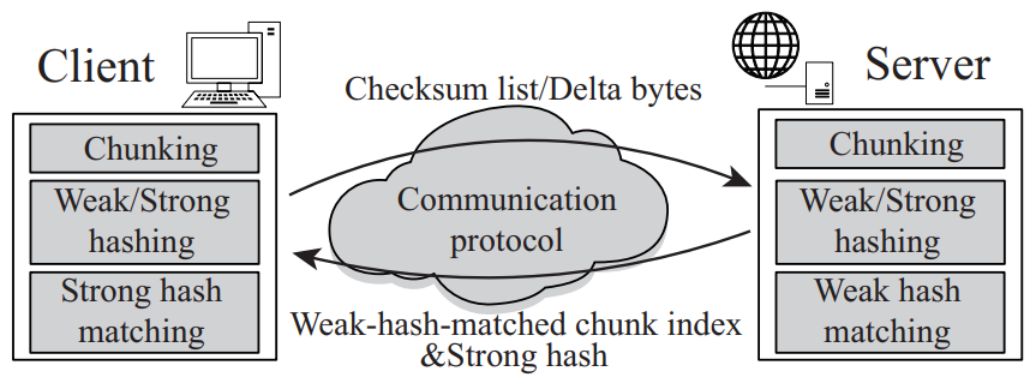 Client
Server
Checksum list/Delta bytes
Chunking
Weak/Strong
hashing
Strong hash
matching
Communication
protocol
Chunking
Weak/Strong
hashing
Weak hash
matching
Weak-hash-matched chunk index
&Strong hash